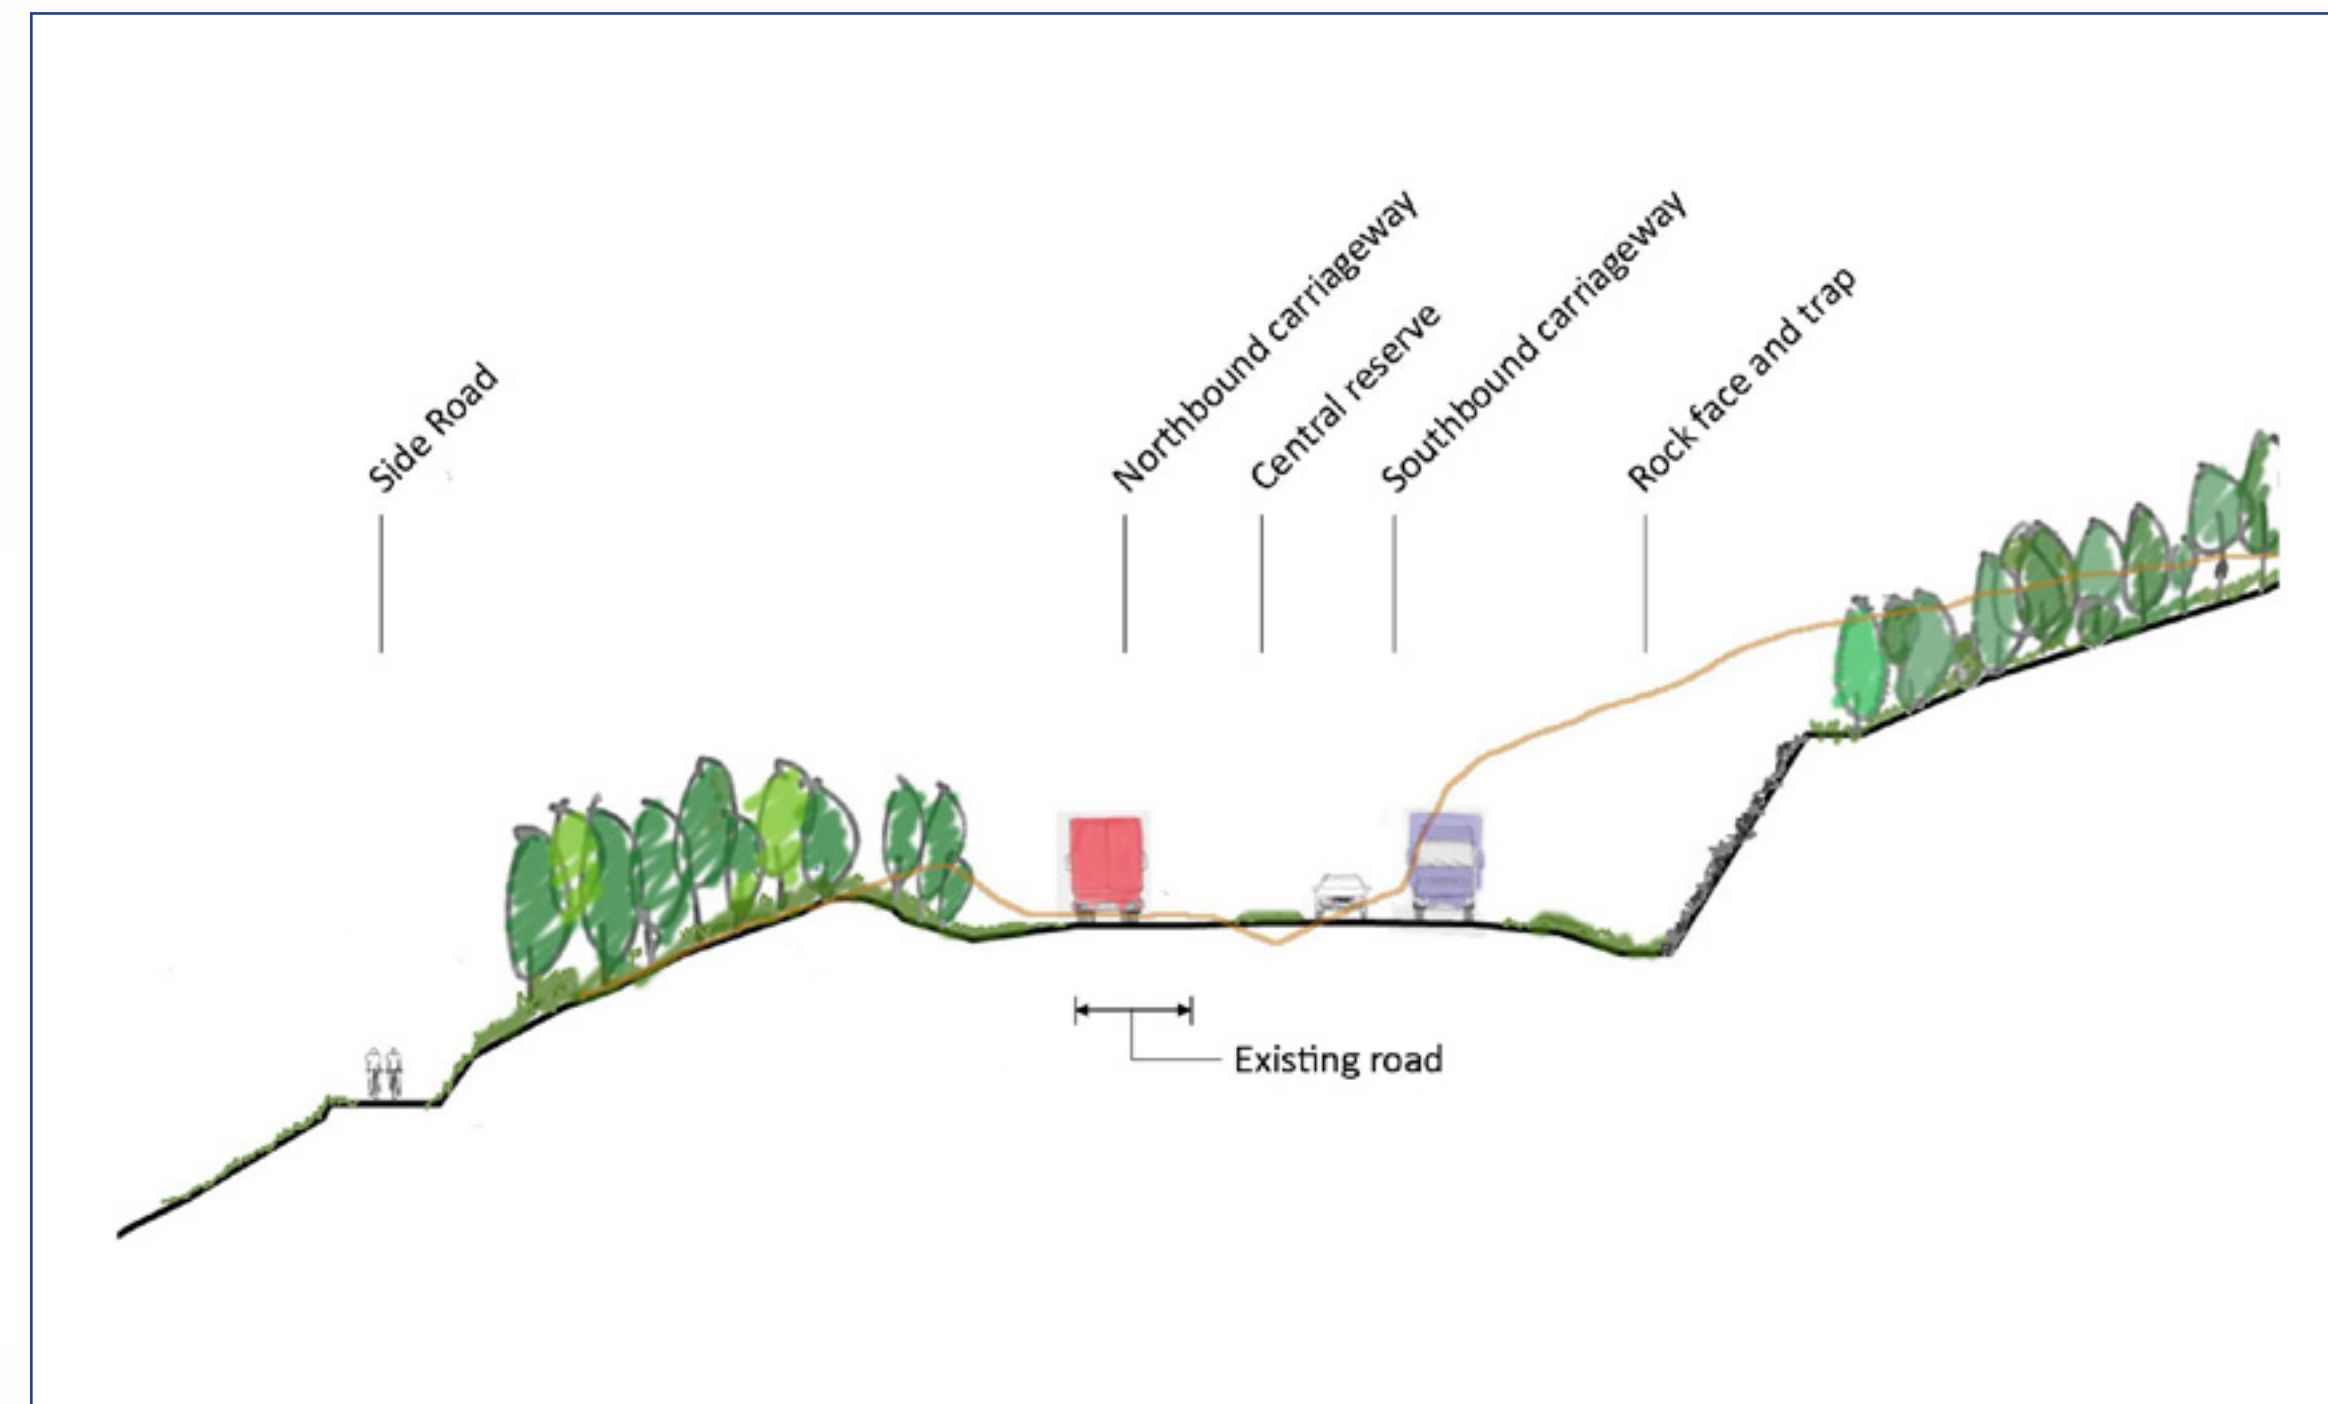 Side Road
Northbound carriageway
Central reserve
Southbound carriageway
Rock face and trap
Existing road